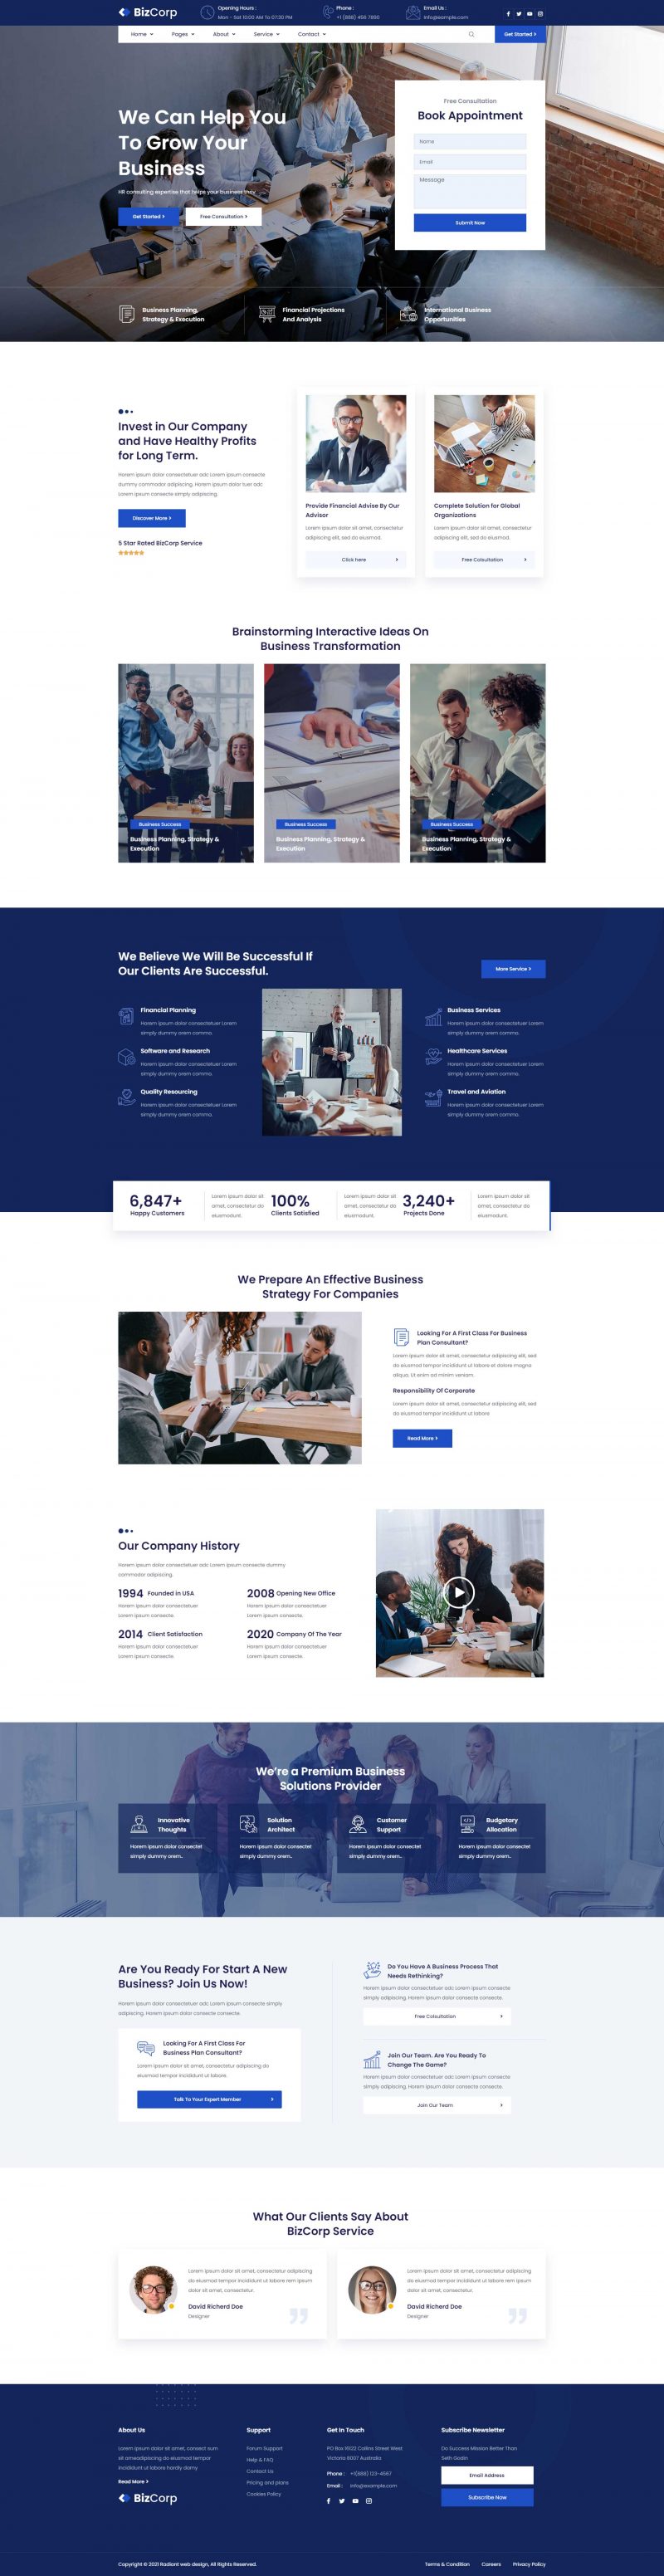 BizCorp
Opening Hours :
Mon - Sat 10:00 AM To 07:30 PM
Phone :
+1 (888) 456 7890
Email Us :
info@example.com
Home
Pages
About
Service
Contact
Get Started
We Can Help You
To Grow Your
Business
HR consulting expertise that helps your business they
Get Started
Free Consultation
Free Consultation
Book Appointment
Name
Email
Message
Submit Now
Business Planning,
Strategy & Execution
Financial Projections
And Analysis
International Business
Opportunities
Invest in Our Company
and Have Healthy Profits
for Long Term.
Horem ipsum dolor consectetuer adc Lorem ipsum consecte
dummy commodor adipiscing. Horem ipsum dolor tuer adc
Lorem ipsum consecte simply adipiscing.
Discover More
5 Star Rated BizCorp Service
Provide Financial Advise By Our
Advisor
Lorem ipsum dolor sit amet, consectetur
adipiscing elit, sed do eiusmod.
Click here
Complete Solution for Global
Organizations
Lorem ipsum dolor sit amet, consectetur
adipiscing elit, sed do eiusmod.
Free Colsultation
Brainstorming Interactive Ideas On
Business Transformation
Business Success
Business Planning, Strategy &
Execution
Business Success
Business Planning, Strategy &
Execution
Business Success
Business Planning, Strategy &
Execution
We Believe We Will Be Successful If
Our Clients Are Successful.
More Service
Financial Planning
Horem ipsum dolor consectetuer Lorem
simply dummy orem commo.
Software and Research
Horem ipsum dolor consectetuer Lorem
simply dummy orem commo.
Quality Resourcing
Horem ipsum dolor consectetuer Lorem
simply dummy orem commo.
Business Services
Horem ipsum dolor consectetuer Lorem
simply dummy orem commo.
Healthcare Services
Horem ipsum dolor consectetuer Lorem
simply dummy orem commo.
Travel and Aviation
Horem ipsum dolor consectetuer Lorem
simply dummy orem commo.
6,847+
Happy Customers
Lorem ipsum dolor sit
amet, consectetur do
eiusmodunt.
100%
Clients Satisfied
Lorem ipsum dolor sit
amet, consectetur do
eiusmodunt.
3,240+
Projects Done
Lorem ipsum dolor sit
amet, consectetur do
eiusmodunt.
We Prepare An Effective Business
Strategy For Companies
Looking For A First Class For Business
Plan Consultant?
Lorem ipsum dolor sit amet, consectetur adipiscing elit, sed
do eiusmod tempor incididunt ut labore et dolore magna
aliqua. Ut enim ad minim veniam.
Responsibility Of Corporate
Lorem ipsum dolor sit amet, consectetur adipiscing elit, sed
do eiusmod tempor incididunt ut labore
Read More
Our Company History
Horem ipsum dolor consectetuer adc Lorem ipsum consecte dummy
commodor adipiscing.
1994 Founded in USA
Horem ipsum dolor consectetuer
Lorem ipsum consecte.
2008 Opening New Office
Horem ipsum dolor consectetuer
Lorem ipsum consecte.
2014 Client Satisfaction
Horem ipsum dolor consectetuer
Lorem ipsum consecte.
2020 Company Of The Year
Horem ipsum dolor consectetuer
Lorem ipsum consecte.
We're a Premium Business
Solutions Provider
Innovative
Thoughts
Horem ipsum dolor consectet
simply dummy orem..
Solution
Architect
Horem ipsum dolor consectet
simply dummy orem..
Customer
Support
Horem ipsum dolor consectet
simply dummy orem..
Budgetary
Allocation
Horem ipsum dolor consectet
simply dummy orem..
Are You Ready For Start A New
Business? Join Us Now!
Horem ipsum dolor consectetuer adc Lorem ipsum consecte simply
adipiscing. Horem ipsum dolor consecte consecte.
Looking For A First Class For
Business Plan Consultant?
Lorem ipsum dolor sit amet, consectetur adipiscing do
eiusmod tempor incididunt ut labore.
Talk To Your Expert Member
Do You Have A Business Process That
Needs Rethinking?
Horem ipsum dolor consectetuer adc Lorem ipsum consecte
simply adipiscing. Horem ipsum dolor consecte consecte.
Free Colsultation
Join Our Team. Are You Ready To
Change The Game?
Horem ipsum dolor consectetuer adc Lorem ipsum consecte
simply adipiscing. Horem ipsum dolor consecte consecte.
Join Our Team
What Our Clients Say About
BizCorp Service
Lorem ipsum dolor sit amet, consectetur adipiscing
do eiusmod tempor incididunt ut labore rem ipsum
dolor sit amet, consectetur.
David Richerd Doe
Designer
Lorem ipsum dolor sit amet, consectetur adipiscing
do eiusmod tempor incididunt ut labore rem ipsum
dolor sit amet, consectetur.
David Richerd Doe
Designer
About Us
Lorem ipsum dolor sit amet, consect sum
sit ameadipiscing do eiusmod tempor
incididunt ut labora hardly damy
Read More
BizCorp
Support
Forum Support
Help & FAQ
Contact Us
Pricing and plans
Cookies Policy
Get In Touch
PO Box 16122 Collins Street West
Victoria 8007 Australia
Phone : +1(888) 123-4567
Email : info@example.com
Subscribe Newsletter
Do Success Mission Better Than
Seth Godin
Email Address
Subscribe Now
Copyright © 2021 Radiant web design, All Rights Reserved.
Terms & Condition
Careers
Privacy Policy